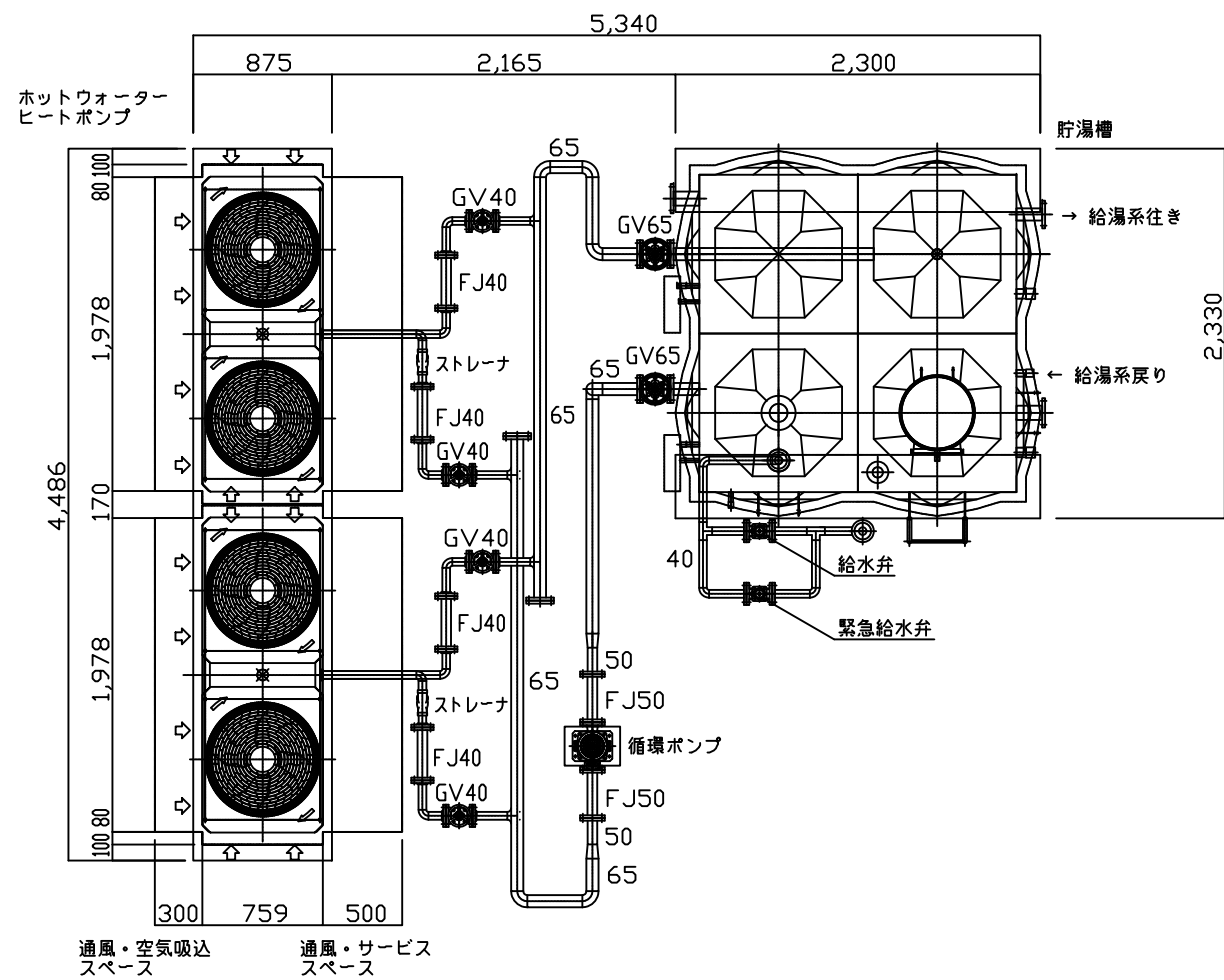 5,340
875
2,165
2,300
ホットウォーター
ヒートポンプ
貯湯槽
65
100
80
GV40
GV65
→ 給湯系往き
FJ40
1,978
2,330
ストレーナ
GV65
65
← 給湯系戻り
FJ40
65
GV40
4,486
170
GV40
40
給水弁
FJ40
緊急給水弁
50
1,978
65
ストレーナ
FJ50
循環ポンプ
FJ40
GV40
FJ50
80
50
100
65
300
759
500
通風・空気吸込
スペース
通風・サービス
スペース